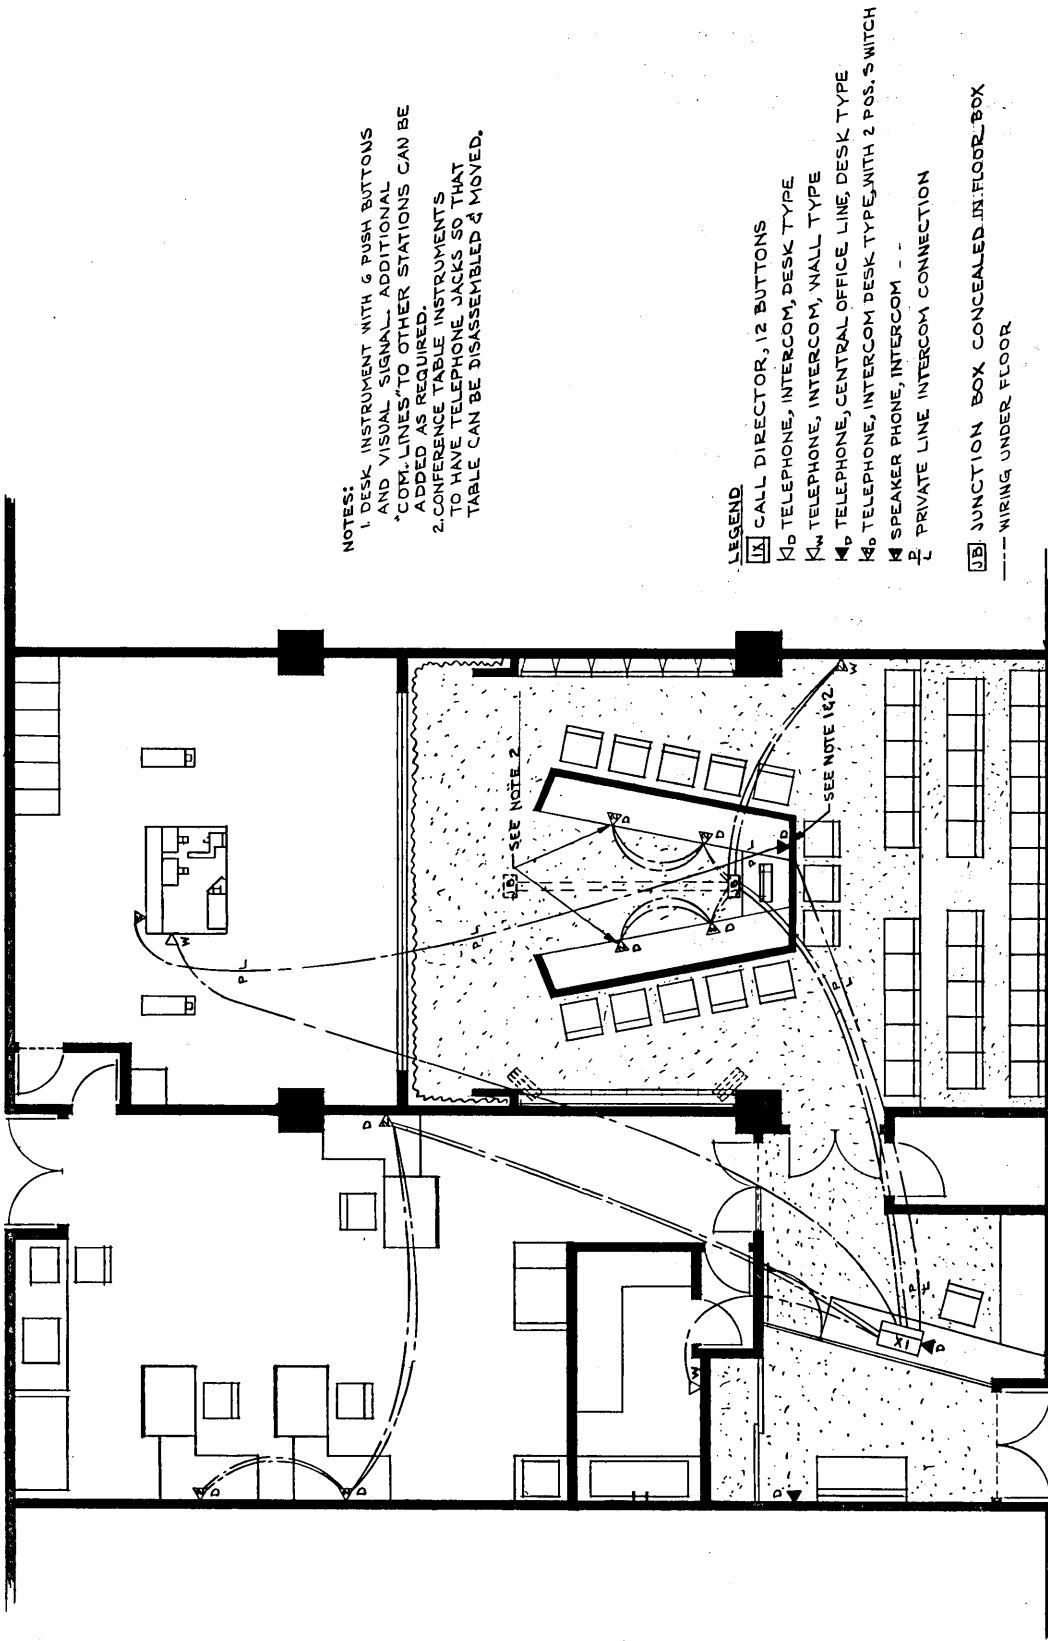 NOTES:
1. DESK INSTRUMENT WITH 6 PUSH BUTTONS
AND VISUAL SIGNAL. ADDITIONAL
"COM. LINES" TO OTHER STATIONS CAN BE
ADDED AS REQUIRED.
2. CONFERENCE TABLE INSTRUMENTS
TO HAVE TELEPHONE JACKS SO THAT
TABLE CAN BE DISASSEMBLED & MOVED.
LEGEND
IX CALL DIRECTOR, 12 BUTTONS
D TELEPHONE, INTERCOM, DESK TYPE
W TELEPHONE, INTERCOM, WALL TYPE
D TELEPHONE, CENTRAL OFFICE LINE, DESK TYPE
D TELEPHONE, INTERCOM DESK TYPE, WITH 2 POS. SWITCH
SPEAKER PHONE, INTERCOM
P L PRIVATE LINE INTERCOM CONNECTION
JB JUNCTION BOX CONCEALED IN FLOOR BOX
WIRING UNDER FLOOR
W
P L
D
D
D
W
D
P L
JB
SEE NOTE 2
D
D
D
D
JB
P L
D
SEE NOTE 1&2
W
P L
P L
XI
D
D